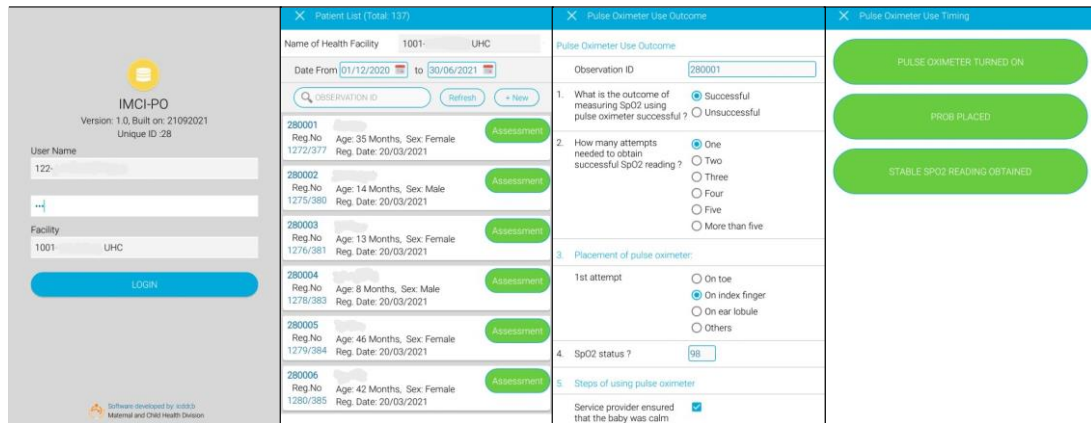 IMCI-PO
Version: 1.0, Built on: 21092021
Unique ID :28
User Name
122-
Facility
1001- UHC
LOGIN
Software developed by: icddr,b
Maternal and Child Health Division
Patient List (Total: 137)
Name of Health Facility 1001- UHC
Date From 01/12/2020 to 30/06/2021
OBSERVATION ID Refresh + New
280001
Reg.No Age: 35 Months, Sex: Female Assessment
1272/377 Reg. Date: 20/03/2021
280002
Reg.No Age: 14 Months, Sex: Male Assessment
1275/380 Reg. Date: 20/03/2021
280003
Reg.No Age: 13 Months, Sex: Female Assessment
1276/381 Reg. Date: 20/03/2021
280004
Reg.No Age: 8 Months, Sex: Male Assessment
1278/383 Reg. Date: 20/03/2021
280005
Reg.No Age: 46 Months, Sex: Female Assessment
1279/384 Reg. Date: 20/03/2021
280006
Reg.No Age: 42 Months, Sex: Female Assessment
1280/385 Reg. Date: 20/03/2021
Pulse Oximeter Use Outcome
Pulse Oximeter Use Outcome
Observation ID 280001
1. What is the outcome of Successful
measuring SpO2 using Unsuccessful
pulse oximeter successful ?
2. How many attempts One
needed to obtain Two
successful SpO2 reading ?
Three
Four
Five
More than five
3. Placement of pulse oximeter:
1st attempt On toe
On index finger
On ear lobule
Others
4. SpO2 status ? 98
5. Steps of using pulse oximeter
Service provider ensured
that the baby was calm
Pulse Oximeter Use Timing
PULSE OXIMETER TURNED ON
PROB PLACED
STABLE SPO2 READING OBTAINED